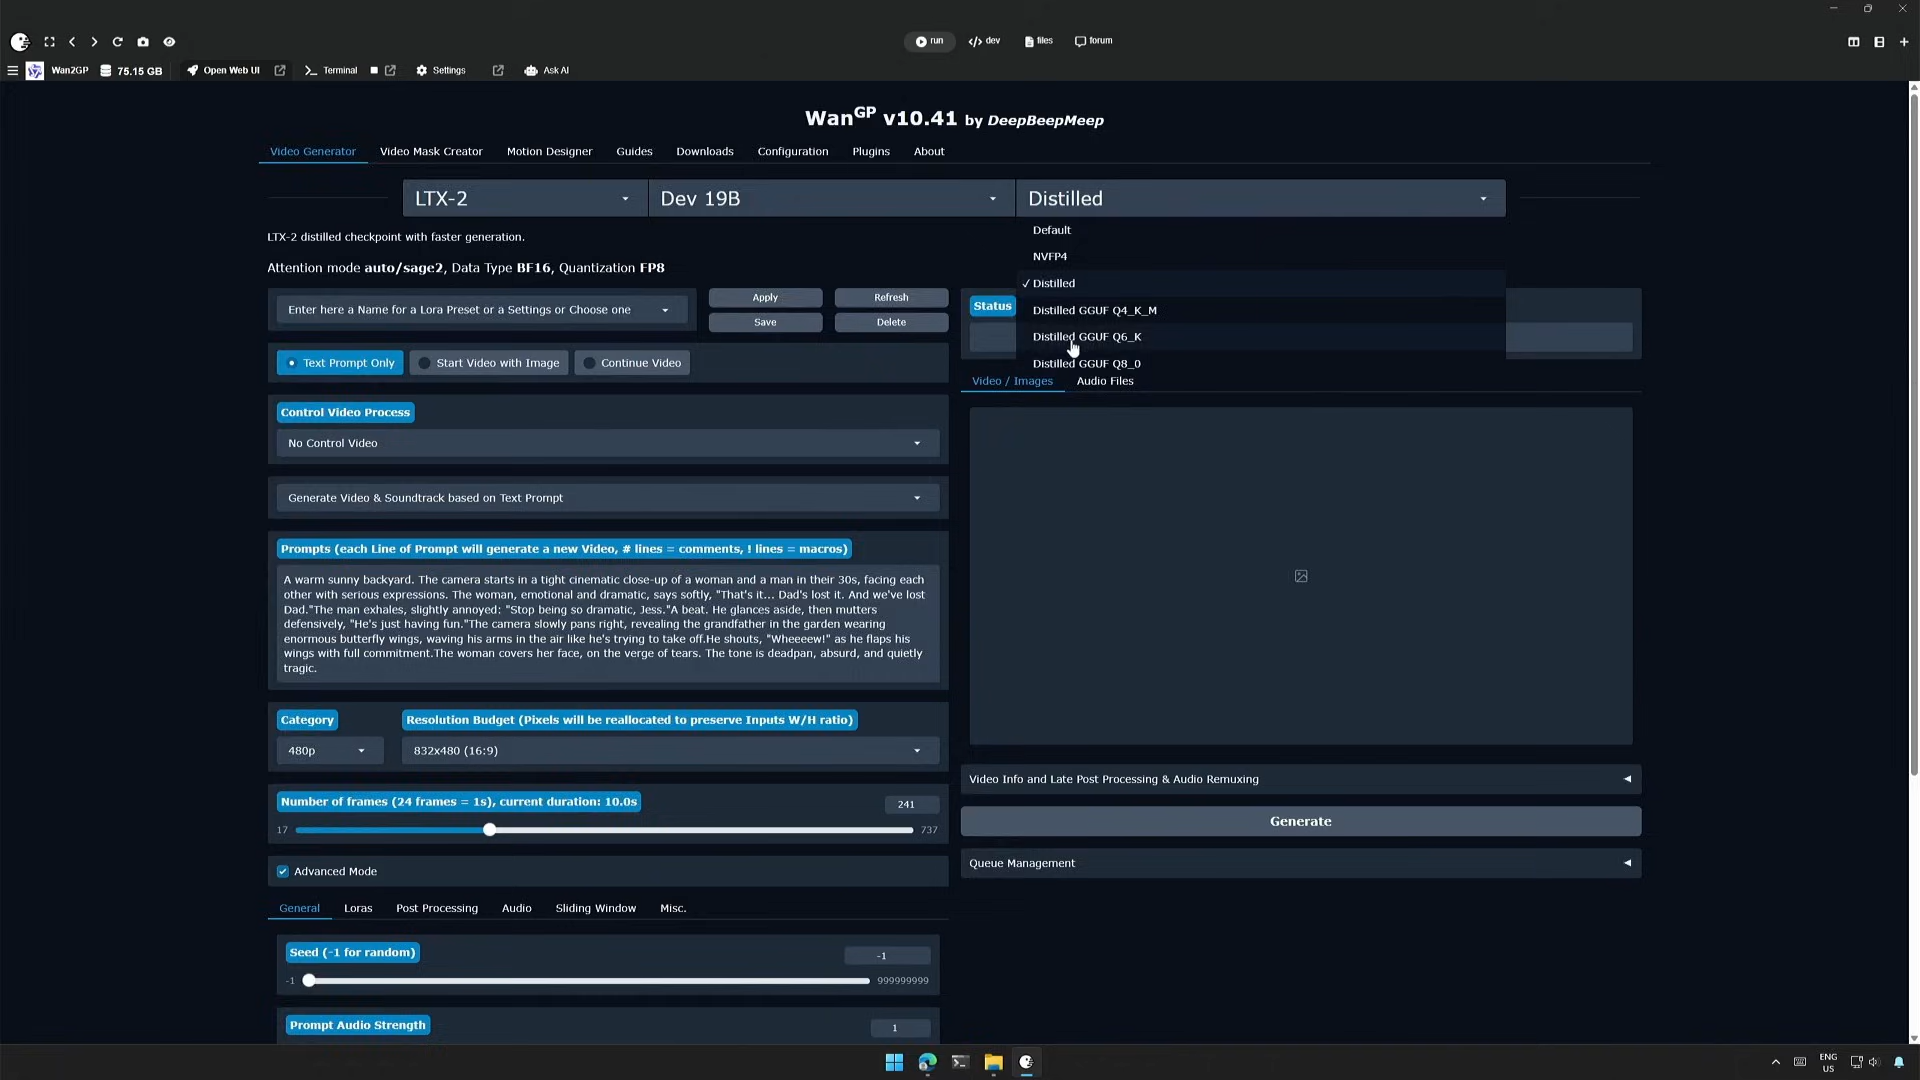 run
dev
files
forum
Wan2GP
75.15 GB
Open Web UI
Terminal
Settings
Ask AI
WanGP v10.41 by DeepBeepMeep
Video Generator
Video Mask Creator
Motion Designer
Guides
Downloads
Configuration
Plugins
About
LTX-2
Dev 19B
Distilled
Default
NVFP4
✓ Distilled
Distilled GGUF Q4_K_M
Distilled GGUF Q6_K
Distilled GGUF Q8_0
LTX-2 distilled checkpoint with faster generation.
Attention mode auto/sage2, Data Type BF16, Quantization FP8
Enter here a Name for a Lora Preset or a Settings or Choose one
Apply
Refresh
Save
Delete
Status
Text Prompt Only
Start Video with Image
Continue Video
Video / Images
Audio Files
Control Video Process
No Control Video
Generate Video & Soundtrack based on Text Prompt
Prompts (each Line of Prompt will generate a new Video, # lines = comments, ! lines = macros)
A warm sunny backyard. The camera starts in a tight cinematic close-up of a woman and a man in their 30s, facing each
other with serious expressions. The woman, emotional and dramatic, says softly, "That's it... Dad's lost it. And we've lost
Dad."The man exhales, slightly annoyed: "Stop being so dramatic, Jess."A beat. He glances aside, then mutters
defensively, "He's just having fun."The camera slowly pans right, revealing the grandfather in the garden wearing
enormous butterfly wings, waving his arms in the air like he's trying to take off.He shouts, "Wheeeew!" as he flaps his
wings with full commitment.The woman covers her face, on the verge of tears. The tone is deadpan, absurd, and quietly
tragic.
Category
Resolution Budget (Pixels will be reallocated to preserve Inputs W/H ratio)
480p
832x480 (16:9)
Number of frames (24 frames = 1s), current duration: 10.0s
241
17
737
Advanced Mode
General
Loras
Post Processing
Audio
Sliding Window
Misc.
Seed (-1 for random)
-1
-1
999999999
Prompt Audio Strength
1
Video Info and Late Post Processing & Audio Remuxing
Generate
Queue Management
ENG
US